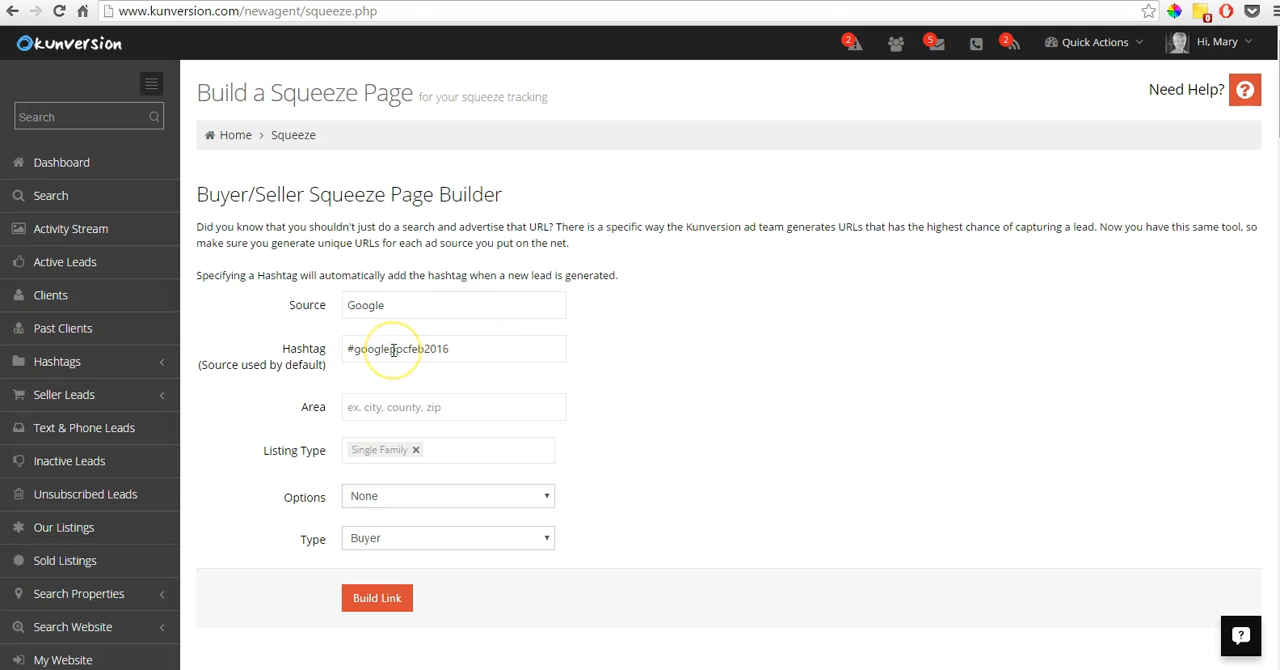 www.kunversion.com/newagent/squeeze.php
0
kunversion
2
5
2
Quick Actions
Hi, Mary
Search
Build a Squeeze Page for your squeeze tracking
Need Help?
Home > Squeeze
Dashboard
Search
Activity Stream
Active Leads
Clients
Past Clients
Hashtags
Seller Leads
Text & Phone Leads
Inactive Leads
Unsubscribed Leads
Our Listings
Sold Listings
Search Properties
Search Website
My Website
Buyer/Seller Squeeze Page Builder
Did you know that you shouldn't just do a search and advertise that URL? There is a specific way the Kunversion ad team generates URLs that has the highest chance of capturing a lead. Now you have this same tool, so
make sure you generate unique URLs for each ad source you put on the net.
Specifying a Hashtag will automatically add the hashtag when a new lead is generated.
Source
Google
Hashtag
(Source used by default)
#googleppcfeb2016
Area
ex. city, county, zip
Listing Type
Single Family ×
Options
None
Type
Buyer
Build Link